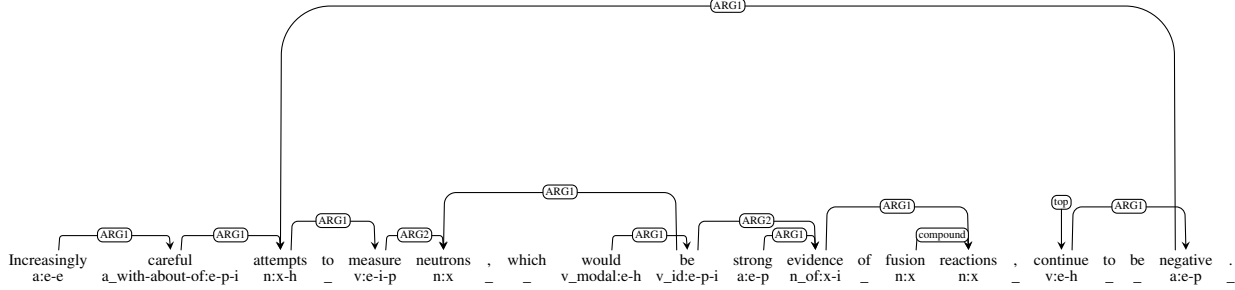 ARG1
ARG1
top
ARG1
ARG1
ARG2
ARG1 ARG1 ARG2 ARG1 ARG1 compound
Increasingly careful attempts to measure neutrons , which would be strong evidence of fusion reactions , continue to be negative .
a:e-e a_with-about-of:e-p-i n:x-h _ v:e-i-p n:x _ _ v_modal:e-h v_id:e-p-i a:e-p n_of:x-i _ n:x n:x _ v:e-h _ _ a:e-p _